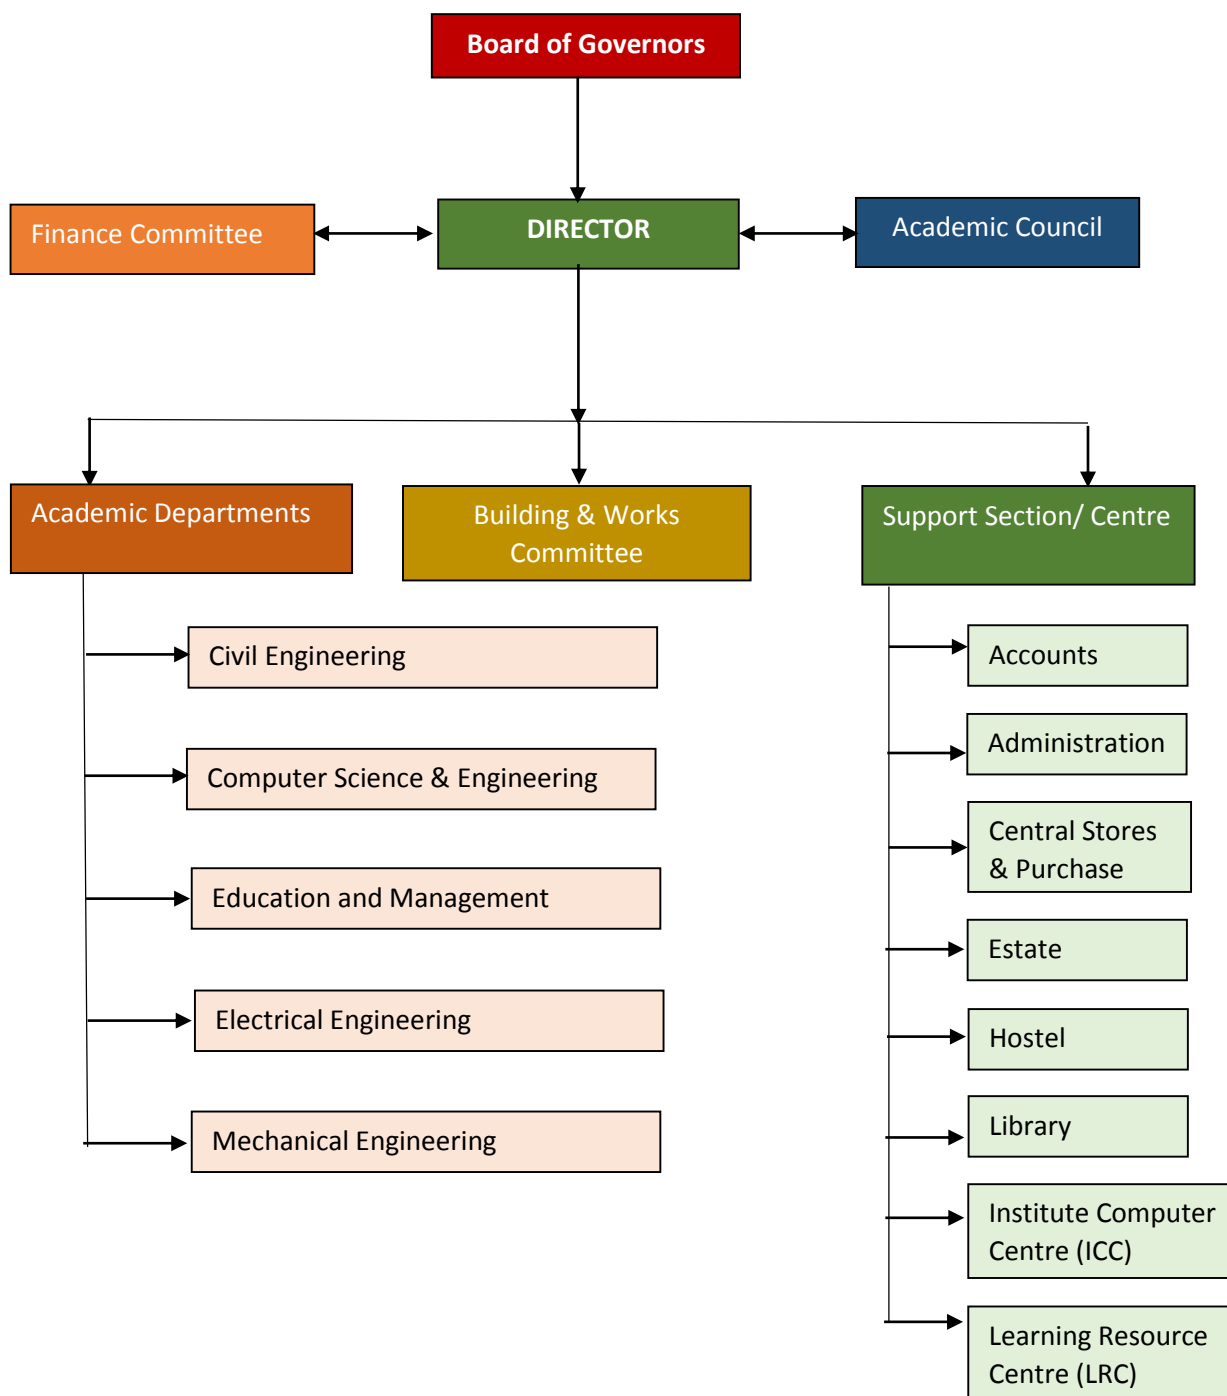 Board of Governors
Finance Committee
DIRECTOR
Academic Council
Academic Departments
Building & Works
Committee
Support Section/ Centre
Civil Engineering
Computer Science & Engineering
Education and Management
Electrical Engineering
Mechanical Engineering
Accounts
Administration
Central Stores
& Purchase
Estate
Hostel
Library
Institute Computer
Centre (ICC)
Learning Resource
Centre (LRC)